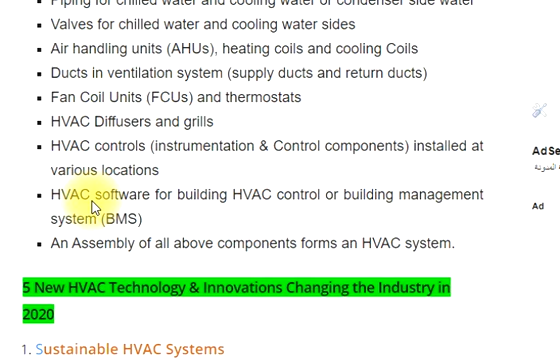 Piping for chilled water and cooling water or condenser side water
Valves for chilled water and cooling water sides
Air handling units (AHUs), heating coils and cooling Coils
Ducts in ventilation system (supply ducts and return ducts)
Fan Coil Units (FCUs) and thermostats
HVAC Diffusers and grills
HVAC controls (instrumentation & Control components) installed at
various locations
HVAC software for building HVAC control or building management
system (BMS)
An Assembly of all above components forms an HVAC system.
5 New HVAC Technology & Innovations Changing the Industry in
2020
1. Sustainable HVAC Systems
AdSe
المدونة
Ad